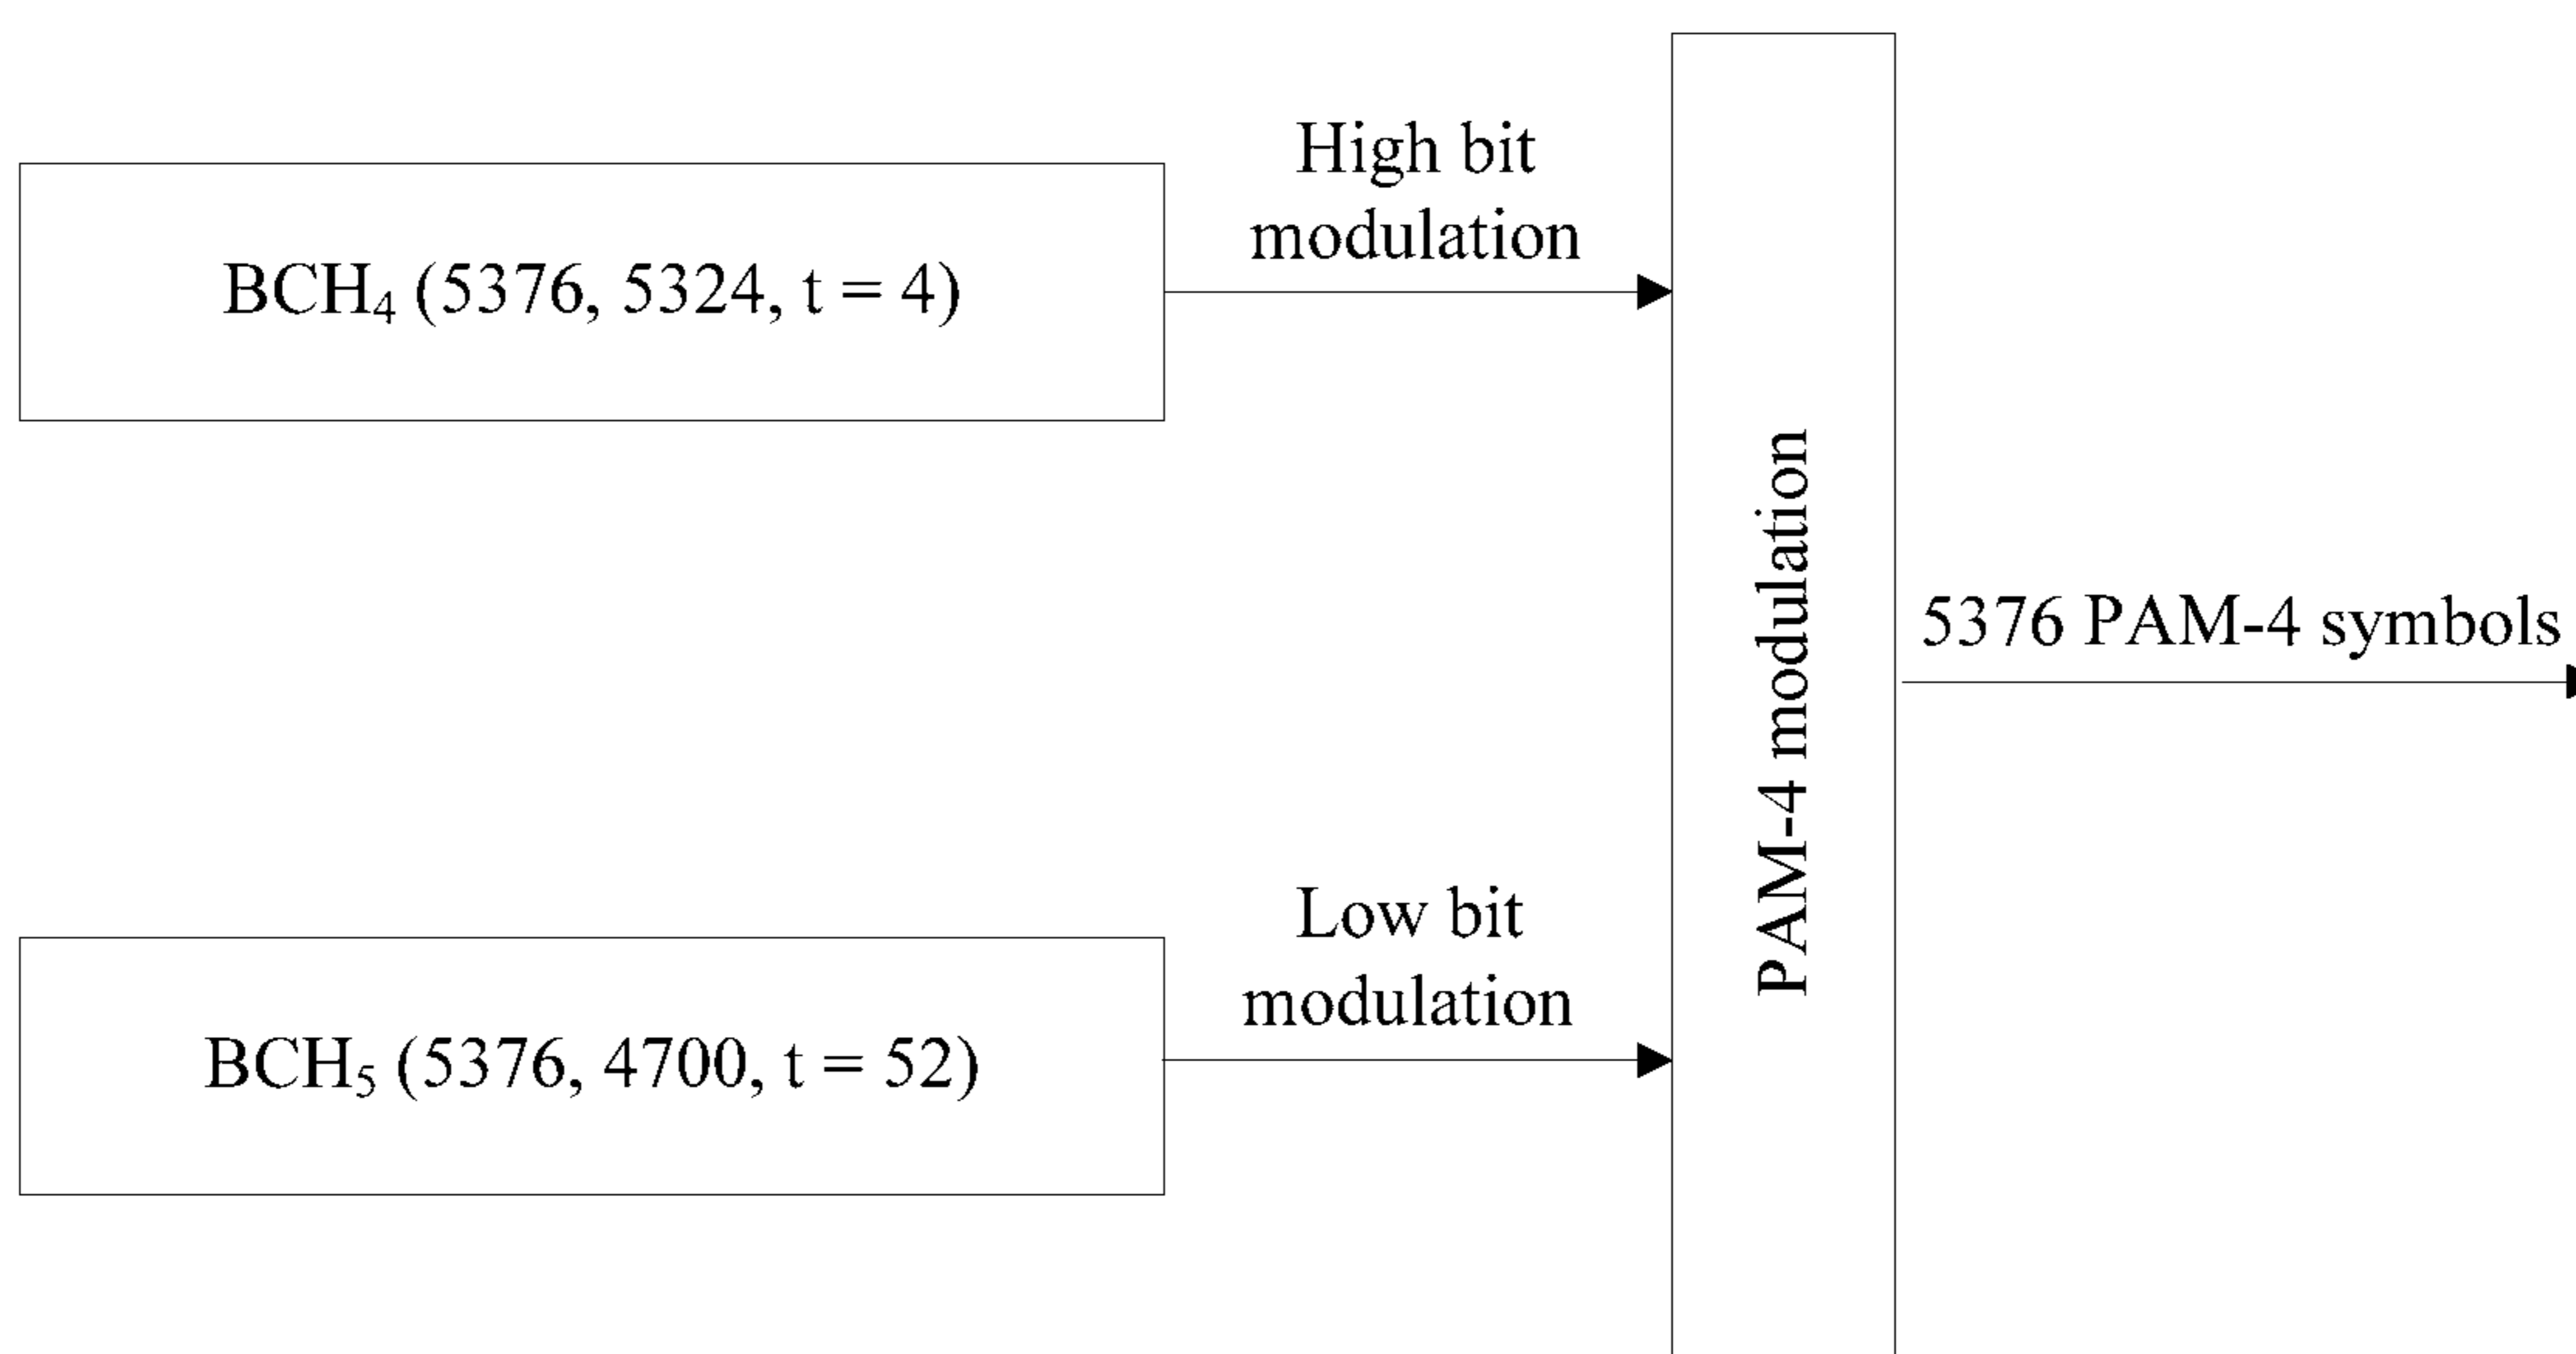 High bit
modulation
BCH₄ (5376, 5324, t = 4)
PAM-4 modulation
5376 PAM-4 symbols
Low bit
modulation
BCH₅ (5376, 4700, t = 52)